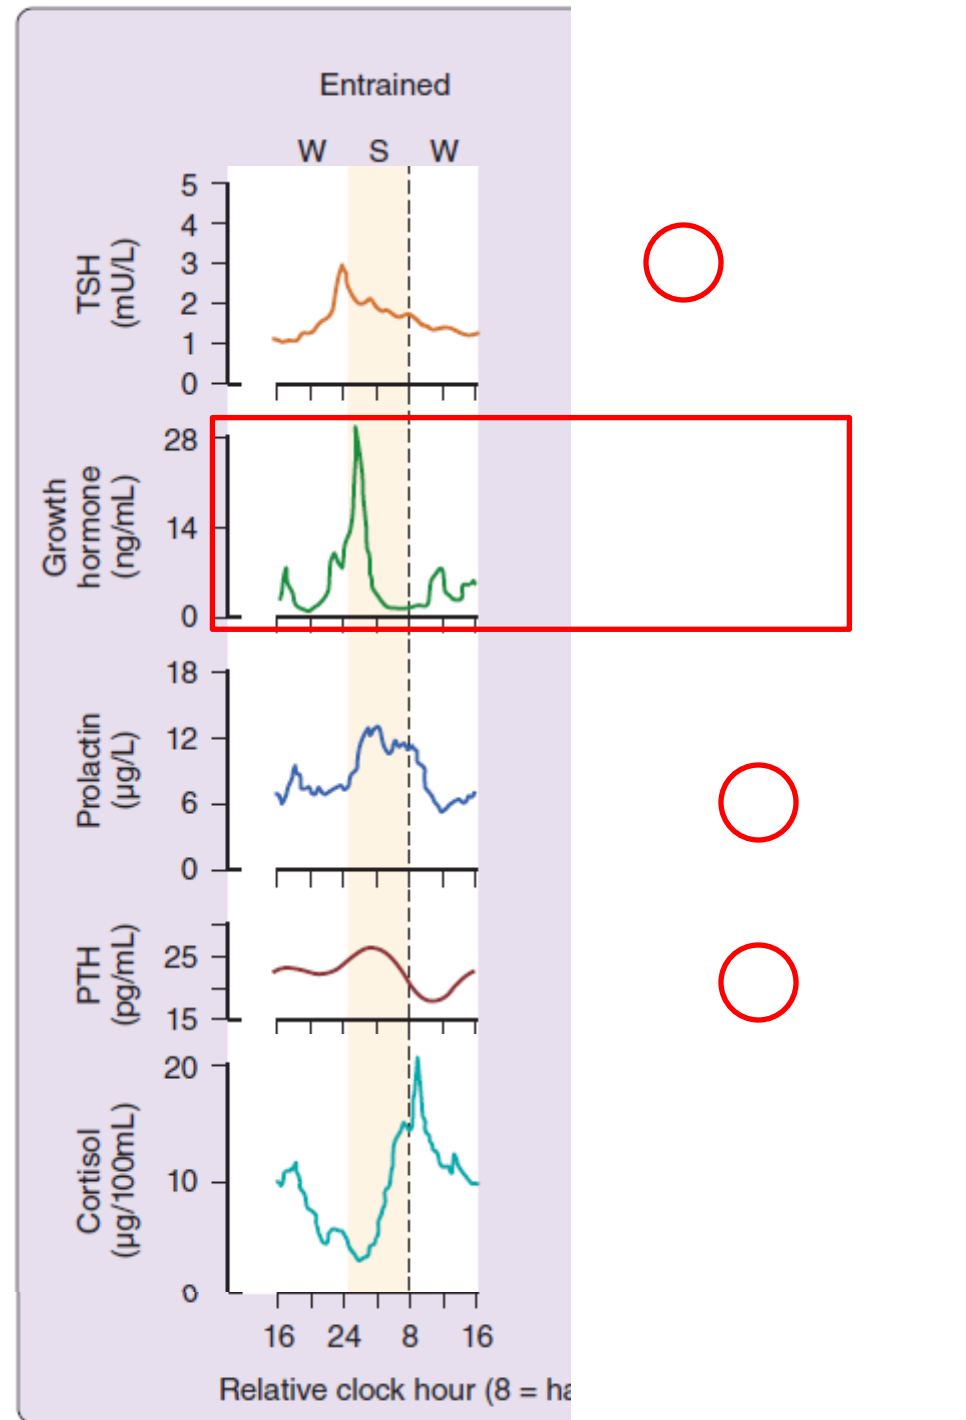 Entrained
W S W
TSH
(mU/L)
5
4
3
2
1
0
Growth
hormone
(ng/mL)
28
14
0
Prolactin
(µg/L)
18
12
6
0
PTH
(pg/mL)
25
15
Cortisol
(µg/100mL)
20
10
0
16 24 8 16
Relative clock hour (8 = ha